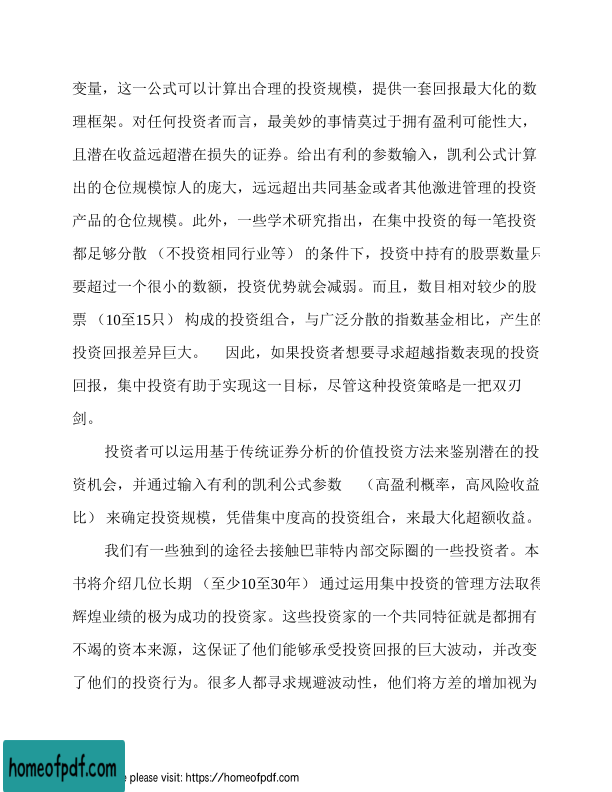 变量，这一公式可以计算出合理的投资规模，提供一套回报最大化的数
理框架。对任何投资者而言，最美妙的事情莫过于拥有盈利可能性大，
且潜在收益远超潜在损失的证券。给出有利的参数输入，凯利公式计算
出的仓位规模惊人的庞大，远远超出共同基金或者其他激进管理的投资
产品的仓位规模。此外，一些学术研究指出，在集中投资的每一笔投资
都足够分散 （不投资相同行业等） 的条件下，投资中持有的股票数量只
要超过一个很小的数额，投资优势就会减弱。而且，数目相对较少的股
票 （10至15只） 构成的投资组合，与广泛分散的指数基金相比，产生的
投资回报差异巨大。 因此，如果投资者想要寻求超越指数表现的投资
回报，集中投资有助于实现这一目标，尽管这种投资策略是一把双刃
剑。
投资者可以运用基于传统证券分析的价值投资方法来鉴别潜在的投
资机会，并通过输入有利的凯利公式参数 （高盈利概率，高风险收益
比） 来确定投资规模，凭借集中度高的投资组合，来最大化超额收益。
我们有一些独到的途径去接触巴菲特内部交际圈的一些投资者。本
书将介绍几位长期 （至少10至30年） 通过运用集中投资的管理方法取得
辉煌业绩的极为成功的投资家。这些投资家的一个共同特征就是都拥有
不竭的资本来源，这保证了他们能够承受投资回报的巨大波动，并改变
了他们的投资行为。很多人都寻求规避波动性，他们将方差的增加视为
homeofpdf.com
e please visit: https://homeofpdf.com